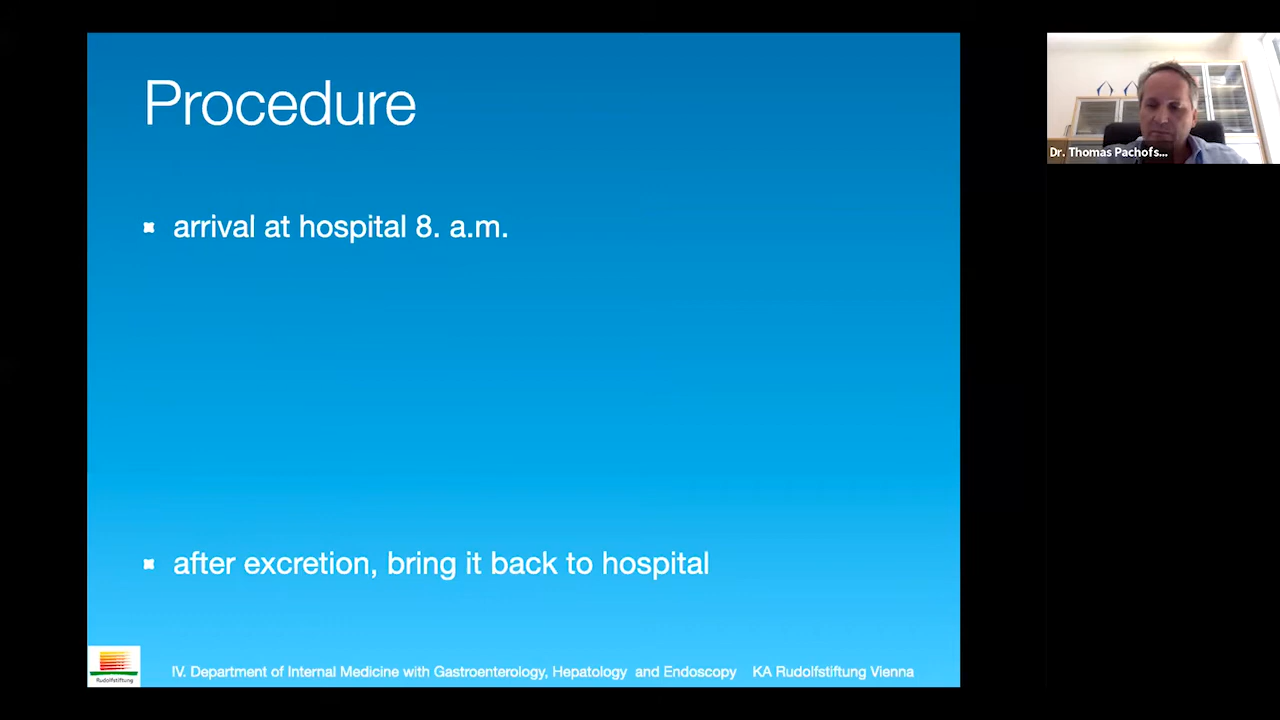 Procedure
arrival at hospital 8. a.m.
after excretion, bring it back to hospital
Rudolfstiftung
IV. Department of Internal Medicine with Gastroenterology, Hepatology and Endoscopy KA Rudolfstiftung Vienna
Dr. Thomas Pachofs...